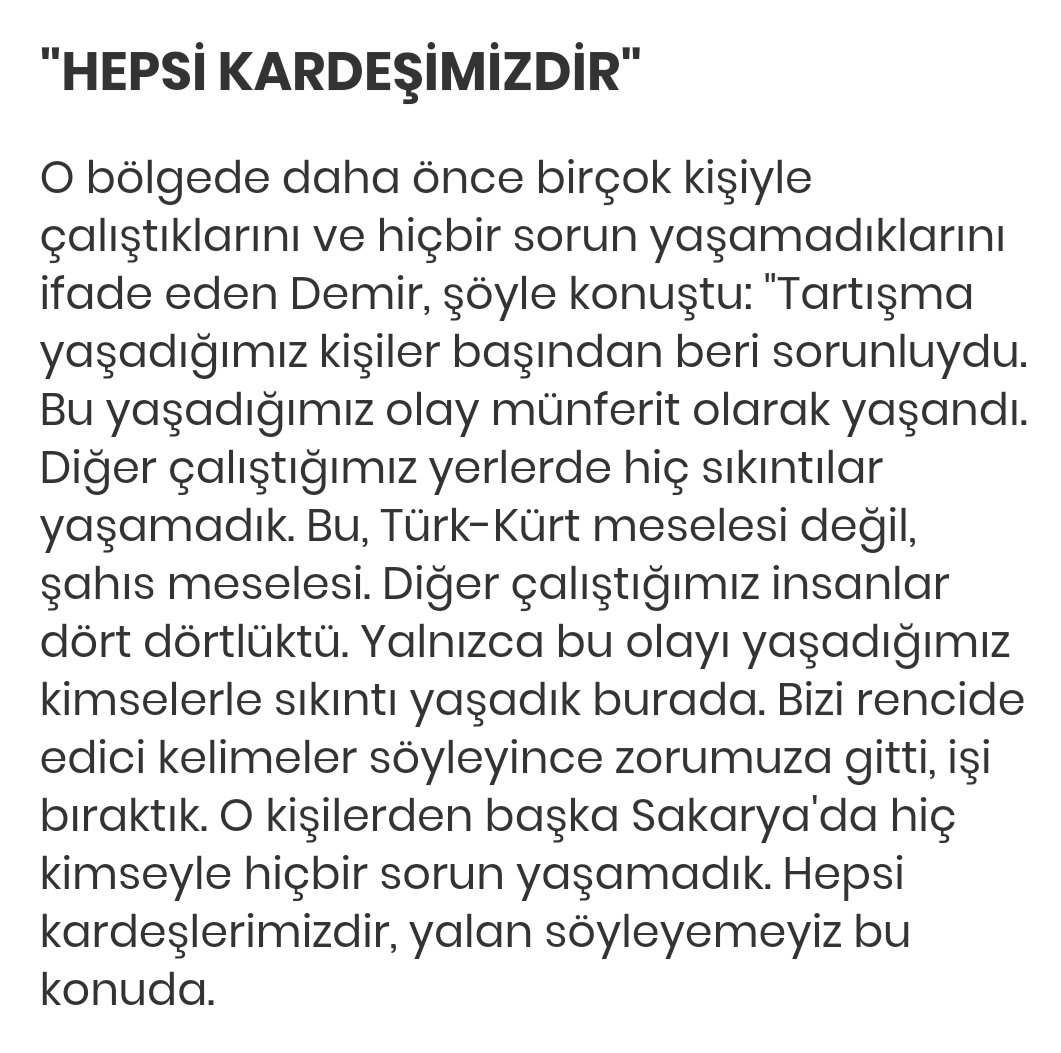 "HEPSİ KARDEŞİMİZDİR"
O bölgede daha önce birçok kişiyle
çalıştıklarını ve hiçbir sorun yaşamadıklarını
ifade eden Demir, şöyle konuştu: "Tartışma
yaşadığımız kişiler başından beri sorunluydu.
Bu yaşadığımız olay münferit olarak yaşandı.
Diğer çalıştığımız yerlerde hiç sıkıntılar
yaşamadık. Bu, Türk-Kürt meselesi değil,
şahıs meselesi. Diğer çalıştığımız insanlar
dört dörtlüktü. Yalnızca bu olayı yaşadığımız
kimselerle sıkıntı yaşadık burada. Bizi rencide
edici kelimeler söyleyince zorumuza gitti, işi
bıraktık. O kişilerden başka Sakarya'da hiç
kimseyle hiçbir sorun yaşamadık. Hepsi
kardeşlerimizdir, yalan söyleyemeyiz bu
konuda.